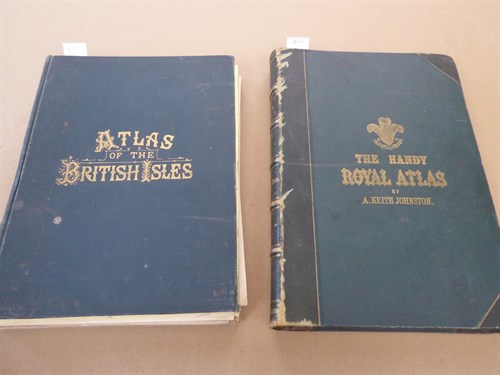 ATLAS
OF THE
BRITISH ISLES
THE HANDY
ROYAL ATLAS
BY
A. KEITH JOHNSTON.